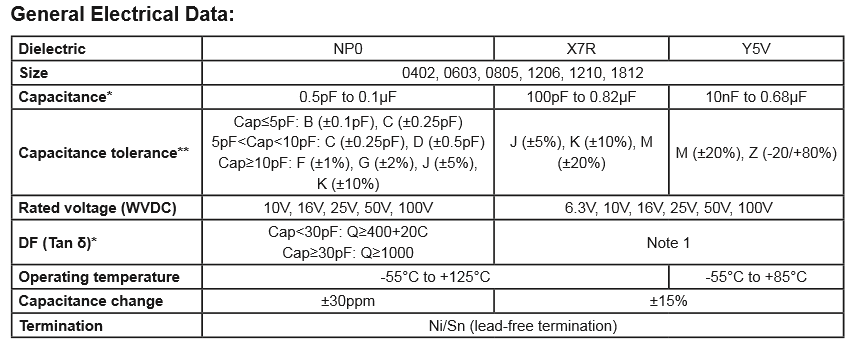 General Electrical Data:
Dielectric NP0 X7R Y5V
Size 0402, 0603, 0805, 1206, 1210, 1812
Capacitance* 0.5pF to 0.1μF 100pF to 0.82μF 10nF to 0.68μF
Capacitance tolerance** Cap≤5pF: B (±0.1pF), C (±0.25pF)
5pF<Cap<10pF: C (±0.25pF), D (±0.5pF)
Cap≥10pF: F (±1%), G (±2%), J (±5%),
K (±10%)
J (±5%), K (±10%), M
(±20%)
M (±20%), Z (-20/+80%)
Rated voltage (WVDC) 10V, 16V, 25V, 50V, 100V 6.3V, 10V, 16V, 25V, 50V, 100V
DF (Tan δ)* Cap<30pF: Q≥400+20C
Cap≥30pF: Q≥1000
Note 1
Operating temperature -55°C to +125°C -55°C to +85°C
Capacitance change ±30ppm ±15%
Termination Ni/Sn (lead-free termination)